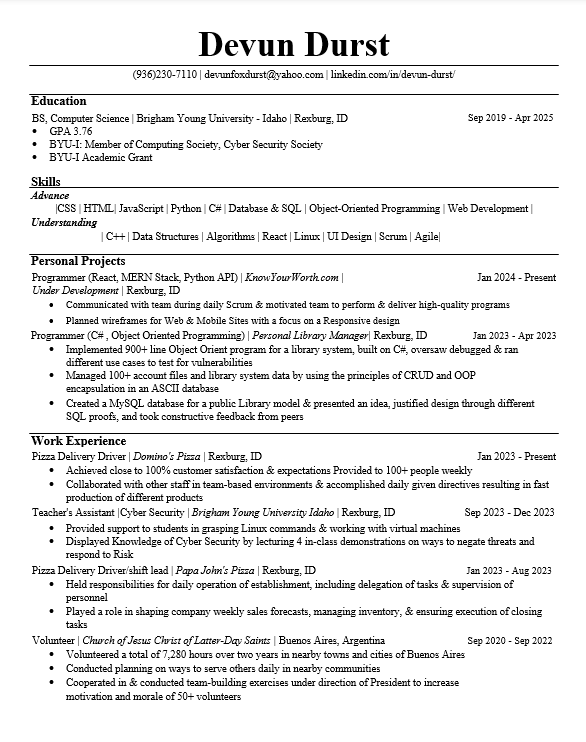 Devun Durst
(936)230-7110 | devunfoxdurst@yahoo.com | linkedin.com/in/devun-durst/
Education
BS, Computer Science | Brigham Young University - Idaho | Rexburg, ID Sep 2019 - Apr 2025
• GPA 3.76
• BYU-I: Member of Computing Society, Cyber Security Society
• BYU-I Academic Grant
Skills
Advance
|CSS | HTML| JavaScript | Python | C# | Database & SQL | Object-Oriented Programming | Web Development |
Understanding
| C++ | Data Structures | Algorithms | React | Linux | UI Design | Scrum | Agile|
Personal Projects
Programmer (React, MERN Stack, Python API) | KnowYourWorth.com | Jan 2024 - Present
Under Development | Rexburg, ID
• Communicated with team during daily Scrum & motivated team to perform & deliver high-quality programs
• Planned wireframes for Web & Mobile Sites with a focus on a Responsive design
Programmer (C# , Object Oriented Programming) | Personal Library Manager| Rexburg, ID Jan 2023 - Apr 2023
• Implemented 900+ line Object Orient program for a library system, built on C#, oversaw debugged & ran
different use cases to test for vulnerabilities
• Managed 100+ account files and library system data by using the principles of CRUD and OOP
encapsulation in an ASCII database
• Created a MySQL database for a public Library model & presented an idea, justified design through different
SQL proofs, and took constructive feedback from peers
Work Experience
Pizza Delivery Driver | Domino's Pizza | Rexburg, ID Jan 2023 - Present
• Achieved close to 100% customer satisfaction & expectations Provided to 100+ people weekly
• Collaborated with other staff in team-based environments & accomplished daily given directives resulting in fast
production of different products
Teacher's Assistant |Cyber Security | Brigham Young University Idaho | Rexburg, ID Sep 2023 - Dec 2023
• Provided support to students in grasping Linux commands & working with virtual machines
• Displayed Knowledge of Cyber Security by lecturing 4 in-class demonstrations on ways to negate threats and
respond to Risk
Pizza Delivery Driver/shift lead | Papa John's Pizza | Rexburg, ID Jan 2023 - Aug 2023
• Held responsibilities for daily operation of establishment, including delegation of tasks & supervision of
personnel
• Played a role in shaping company weekly sales forecasts, managing inventory, & ensuring execution of closing
tasks
Volunteer | Church of Jesus Christ of Latter-Day Saints | Buenos Aires, Argentina Sep 2020 - Sep 2022
• Volunteered a total of 7,280 hours over two years in nearby towns and cities of Buenos Aires
• Conducted planning on ways to serve others daily in nearby communities
• Cooperated in & conducted team-building exercises under direction of President to increase
motivation and morale of 50+ volunteers